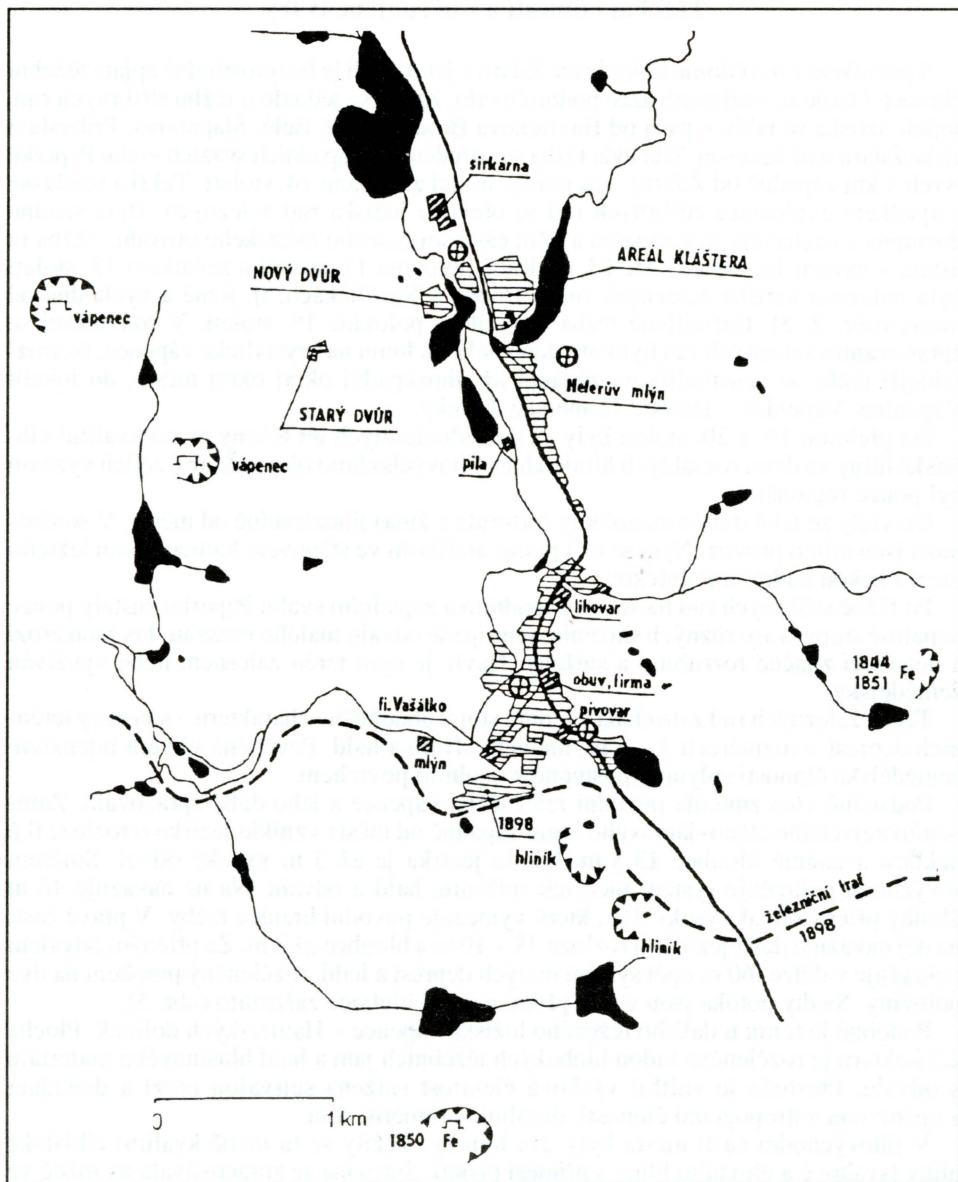 sirkárna
NOVÝ DVŮR
AREÁL KLÁŠTERA
vápenec
Nederův mlýn
STARÝ DVŮR
vápenec
pila
lihovar
1844
-
1851 Fe
obuv. firma
pivovar
fi. Vašátko
mlýn
1898
hliník
železniční trať
1898
hliník
0 1 km
1850 Fe